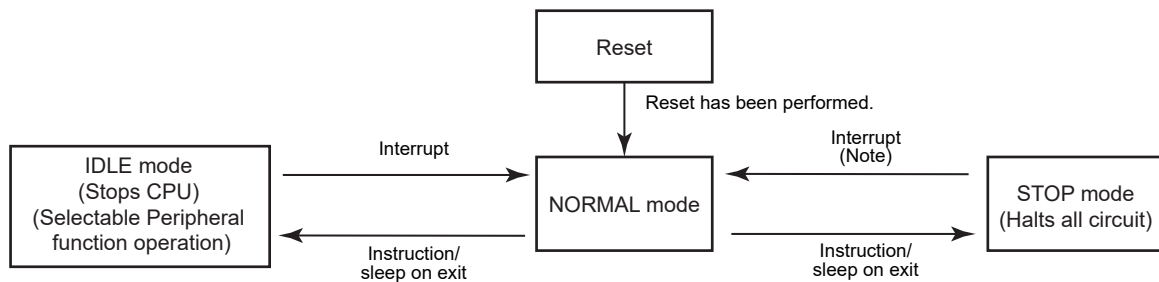 Reset
Reset has been performed.
IDLE mode
(Stops CPU)
(Selectable Peripheral
function operation)
Interrupt
Instruction/
sleep on exit
NORMAL mode
Interrupt
(Note)
Instruction/
sleep on exit
STOP mode
(Halts all circuit)